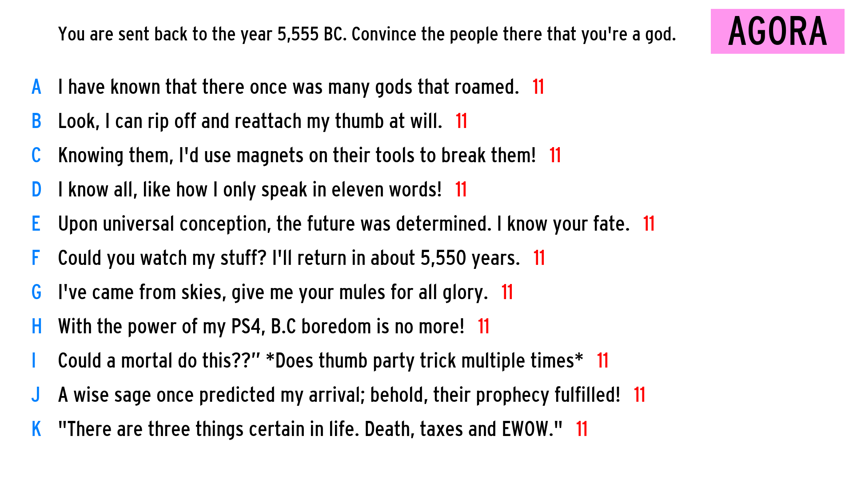 You are sent back to the year 5,555 BC. Convince the people there that you're a god.
AGORA
A I have known that there once was many gods that roamed. 11
B Look, I can rip off and reattach my thumb at will. 11
C Knowing them, I'd use magnets on their tools to break them! 11
D I know all, like how I only speak in eleven words! 11
E Upon universal conception, the future was determined. I know your fate. 11
F Could you watch my stuff? I'll return in about 5,550 years. 11
G I've came from skies, give me your mules for all glory. 11
H With the power of my PS4, B.C boredom is no more! 11
I Could a mortal do this??” *Does thumb party trick multiple times* 11
J A wise sage once predicted my arrival; behold, their prophecy fulfilled! 11
K "There are three things certain in life. Death, taxes and EWOW." 11